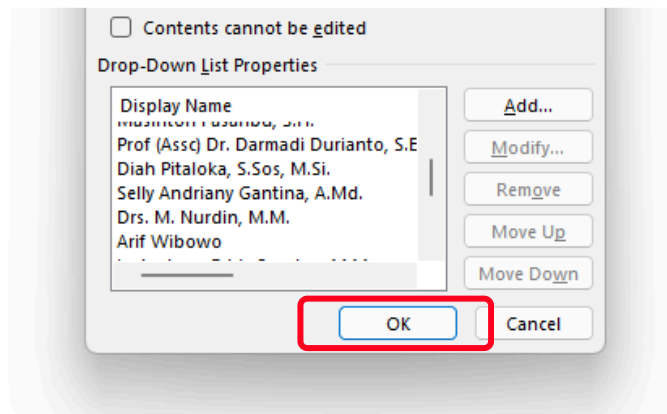 Contents cannot be edited
Drop-Down List Properties
Display Name
Prof (Assc) Dr. Darmadi Durianto, S.E
Diah Pitaloka, S.Sos, M.Si.
Selly Andriany Gantina, A.Md.
Drs. M. Nurdin, M.M.
Arif Wibowo
Add...
Modify...
Remove
Move Up
Move Down
OK
Cancel